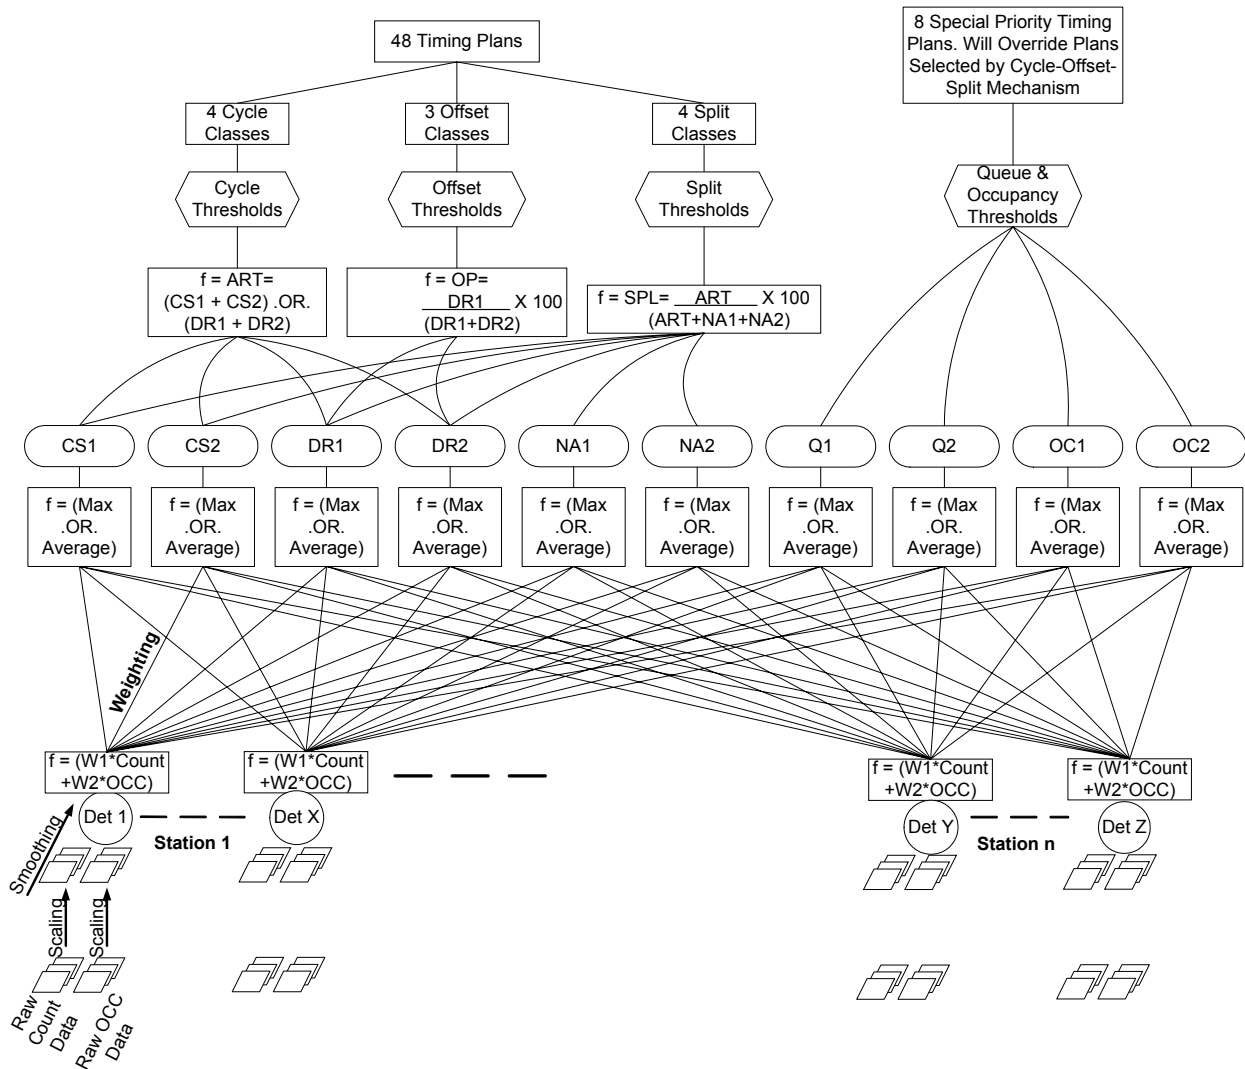 48 Timing Plans
8 Special Priority Timing
Plans. Will Override Plans
Selected by Cycle-Offset-
Split Mechanism
4 Cycle
Classes
3 Offset
Classes
4 Split
Classes
Cycle
Thresholds
Offset
Thresholds
Split
Thresholds
Queue &
Occupancy
Thresholds
f = ART=
(CS1 + CS2) .OR.
(DR1 + DR2)
f = OP=
DR1 X 100
(DR1+DR2)
f = SPL= ART X 100
(ART+NA1+NA2)
CS1
CS2
DR1
DR2
NA1
NA2
Q1
Q2
OC1
OC2
f = (Max
.OR.
Average)
f = (Max
.OR.
Average)
f = (Max
.OR.
Average)
f = (Max
.OR.
Average)
f = (Max
.OR.
Average)
f = (Max
.OR.
Average)
f = (Max
.OR.
Average)
f = (Max
.OR.
Average)
f = (Max
.OR.
Average)
f = (Max
.OR.
Average)
Weighting
f = (W1*Count
+W2*OCC)
f = (W1*Count
+W2*OCC)
f = (W1*Count
+W2*OCC)
f = (W1*Count
+W2*OCC)
Det 1
Station 1
Det X
Det Y
Station n
Det Z
Smoothing
Scaling
Scaling
Raw
Count
Data
Raw OCC
Data